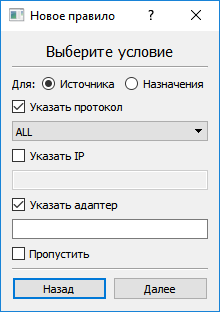 Новое правило ? ×
Выберите условие
Для: Источника Назначения
Указать протокол
ALL
Указать IP
Указать адаптер
Пропустить
Назад Далее